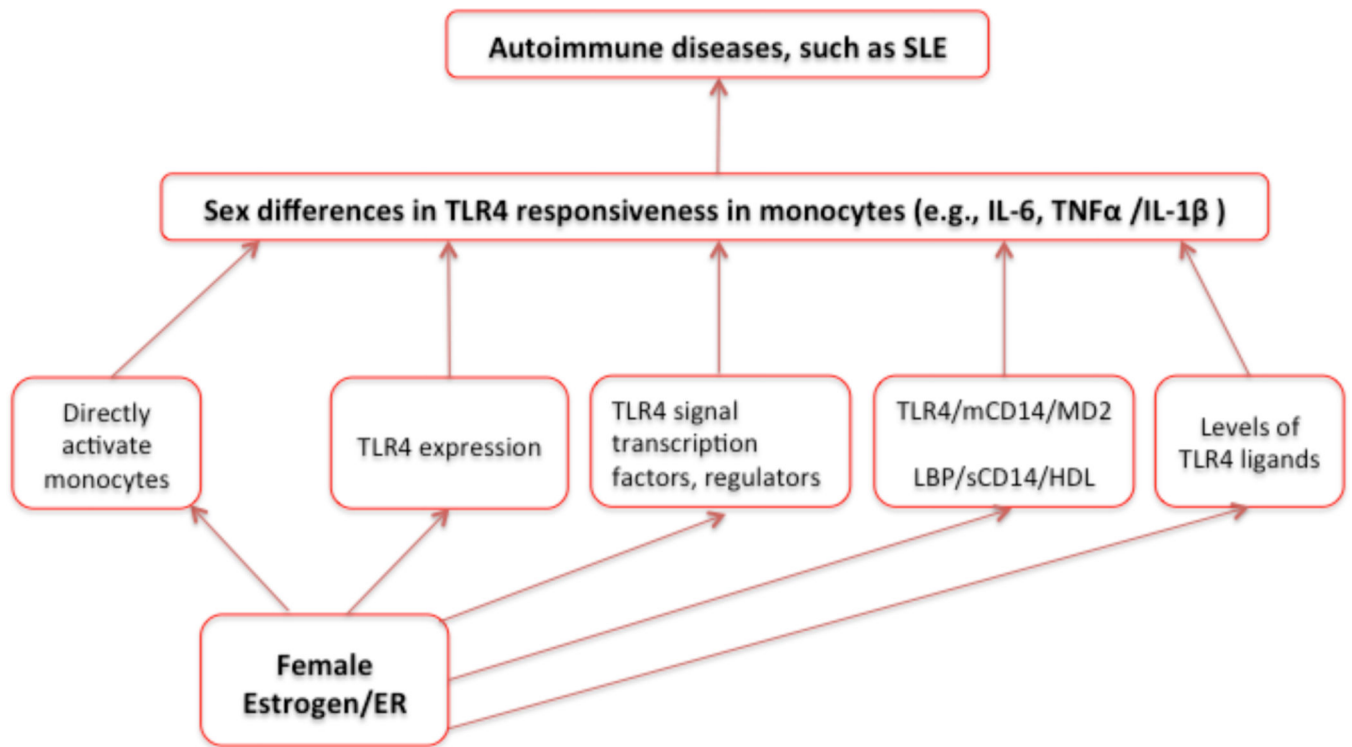 Autoimmune diseases, such as SLE
Sex differences in TLR4 responsiveness in monocytes (e.g., IL-6, TNFα /IL-1β )
Directly
activate
monocytes
TLR4 expression
TLR4 signal
transcription
factors, regulators
TLR4/mCD14/MD2
LBP/sCD14/HDL
Levels of
TLR4 ligands
Female
Estrogen/ER